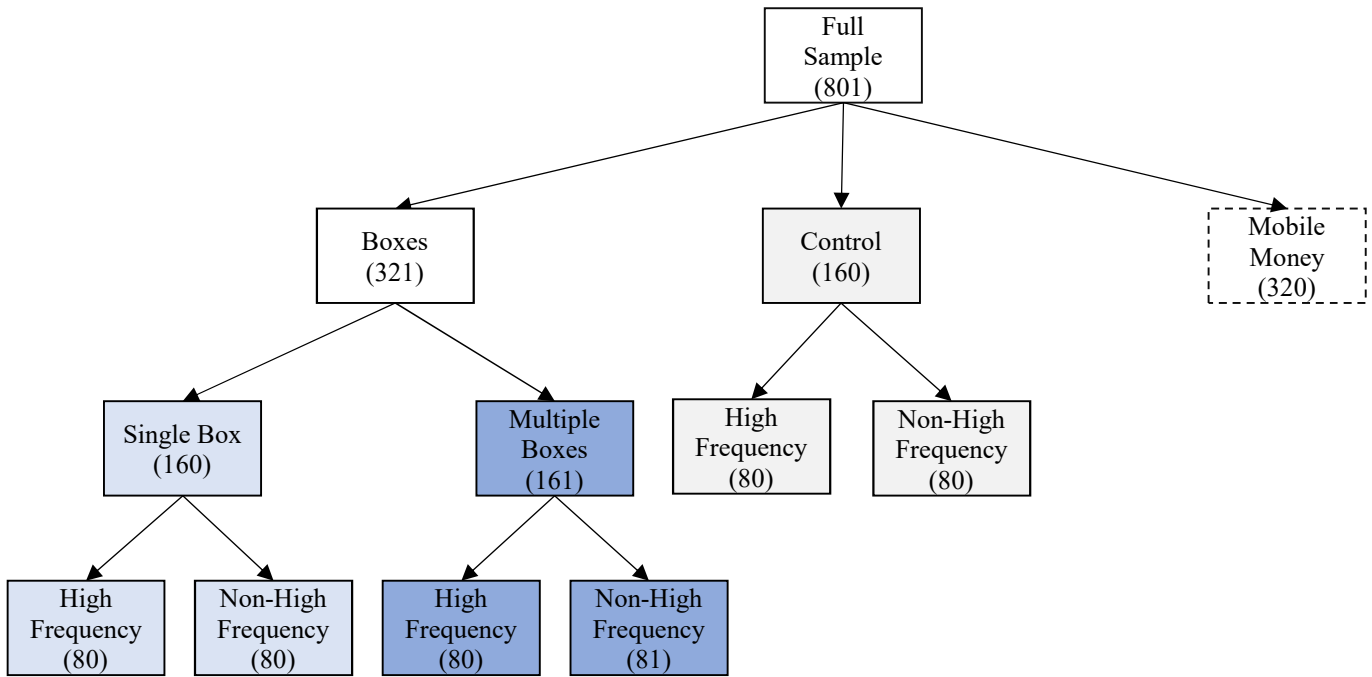 Full
Sample
(801)
Boxes
(321)
Control
(160)
Mobile
Money
(320)
Single Box
(160)
Multiple
Boxes
(161)
High
Frequency
(80)
Non-High
Frequency
(80)
High
Frequency
(80)
Non-High
Frequency
(80)
High
Frequency
(80)
Non-High
Frequency
(81)